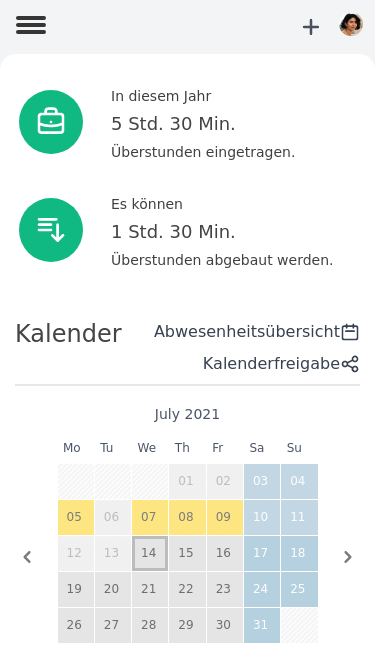 In diesem Jahr
5 Std. 30 Min.
Überstunden eingetragen.
Es können
1 Std. 30 Min.
Überstunden abgebaut werden.
Kalender
Abwesenheitsübersicht
Kalenderfreigabe
July 2021
Mo Tu We Th Fr Sa Su
01 02 03 04
05 06 07 08 09 10 11
12 13 14 15 16 17 18
19 20 21 22 23 24 25
26 27 28 29 30 31